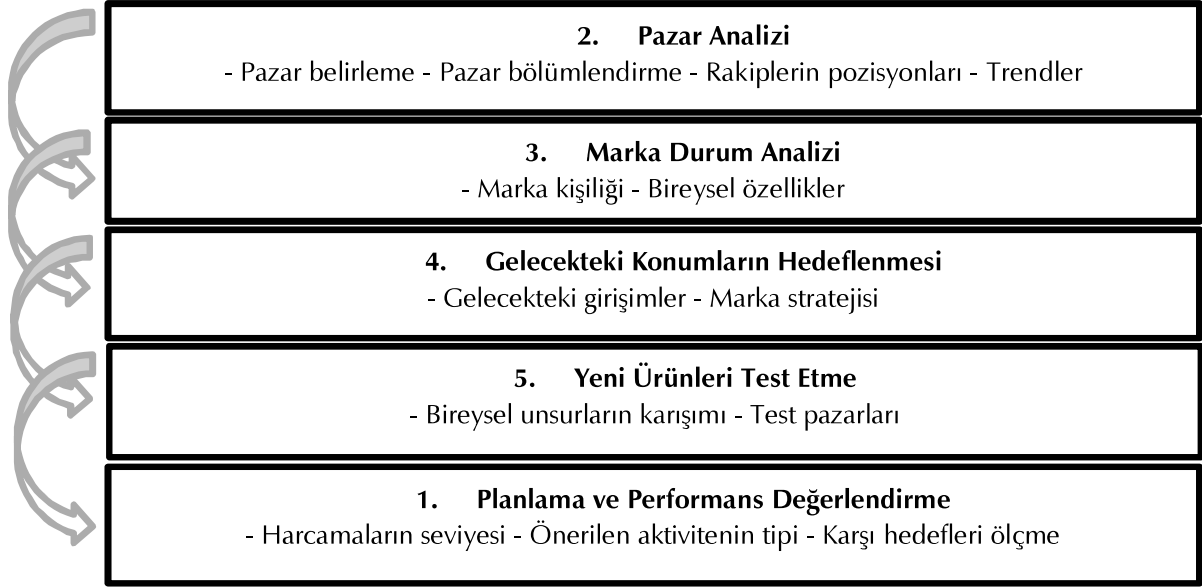 2. Pazar Analizi
- Pazar belirleme - Pazar bölümlendirme - Rakiplerin pozisyonları - Trendler
3. Marka Durum Analizi
- Marka kişiliği - Bireysel özellikler
4. Gelecekteki Konumların Hedeflenmesi
- Gelecekteki girişimler - Marka stratejisi
5. Yeni Ürünleri Test Etme
- Bireysel unsurların karışımı - Test pazarları
1. Planlama ve Performans Değerlendirme
- Harcamaların seviyesi - Önerilen aktivitenin tipi - Karşı hedefleri ölçme